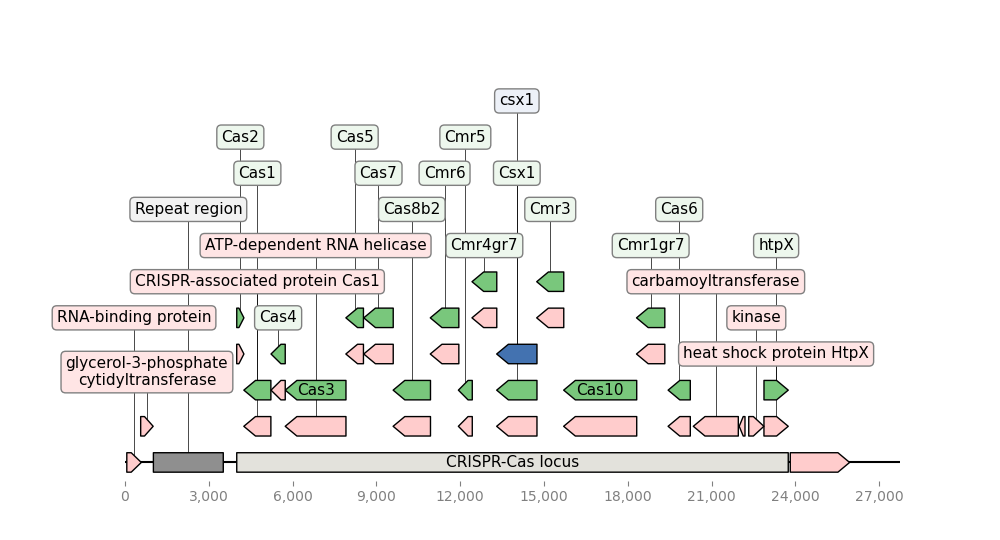 csx1
Cas2
Cas5
Cmr5
Cas1
Cas7
Cmr6
Csx1
Repeat region
Cas8b2
Cmr3
Cas6
ATP-dependent RNA helicase
Cmr4gr7
Cmr1gr7
htpX
CRISPR-associated protein Cas1
carbamoyltransferase
RNA-binding protein
Cas4
kinase
glycerol-3-phosphate
cytidyltransferase
heat shock protein HtpX
Cas3
Cas10
CRISPR-Cas locus
0 3,000 6,000 9,000 12,000 15,000 18,000 21,000 24,000 27,000